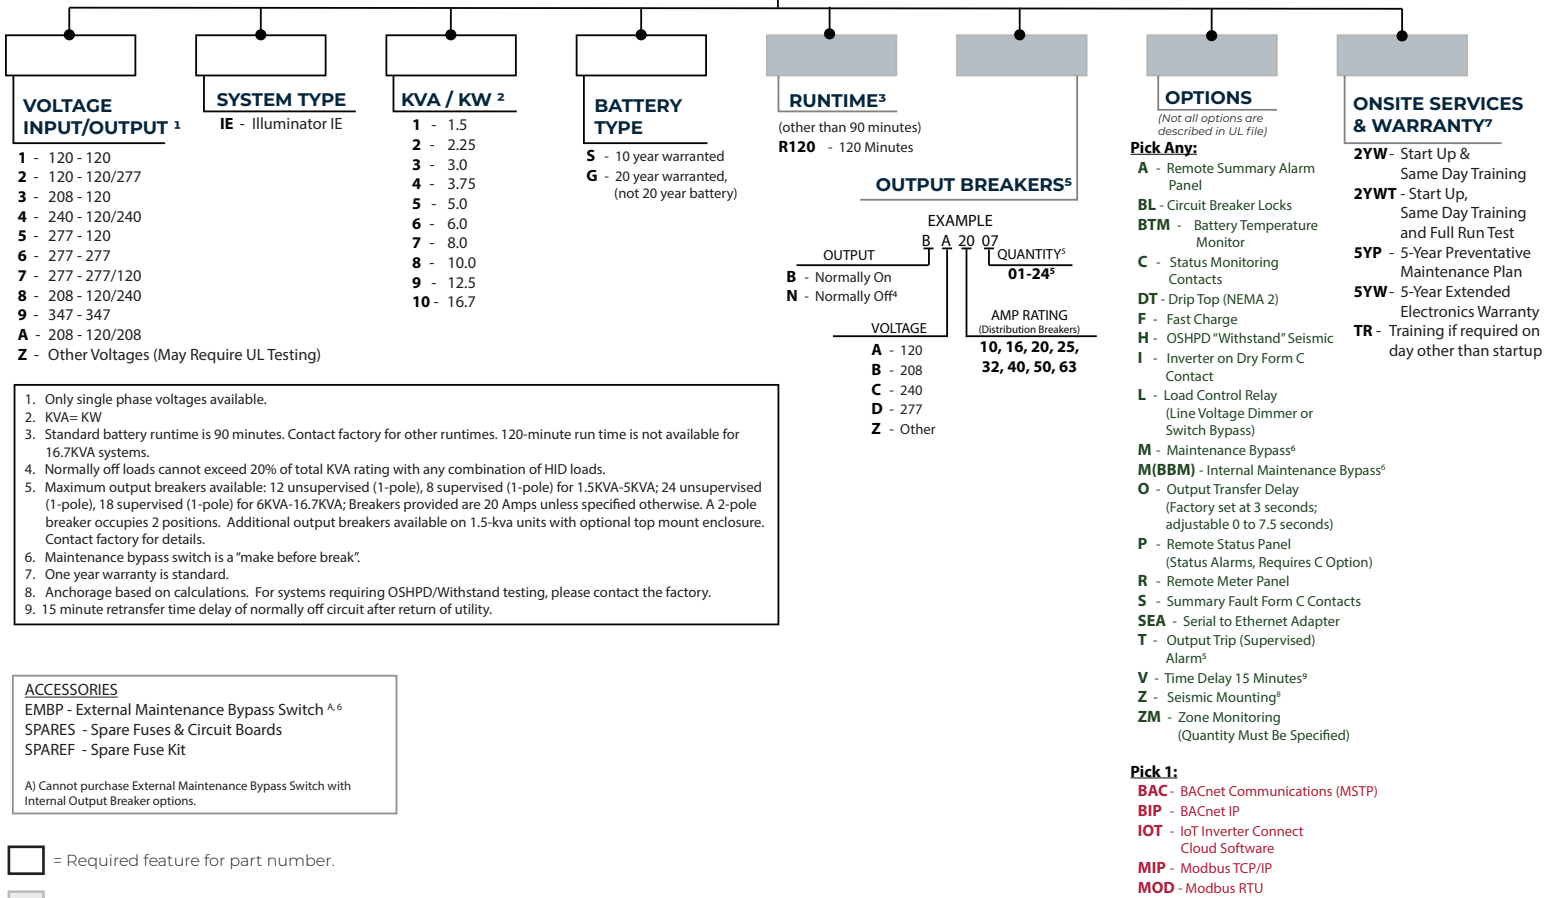 VOLTAGE
INPUT/OUTPUT ¹
1 - 120 - 120
2 - 120 - 120/277
3 - 208 - 120
4 - 240 - 120/240
5 - 277 - 120
6 - 277 - 277
7 - 277 - 277/120
8 - 208 - 120/240
9 - 347 - 347
A - 208 - 120/208
Z - Other Voltages (May Require UL Testing)
SYSTEM TYPE
IE - Illuminator IE
KVA / KW ²
1 - 1.5
2 - 2.25
3 - 3.0
4 - 3.75
5 - 5.0
6 - 6.0
7 - 8.0
8 - 10.0
9 - 12.5
10 - 16.7
BATTERY
TYPE
S - 10 year warranted
G - 20 year warranted,
(not 20 year battery)
RUNTIME³
(other than 90 minutes)
R120 - 120 Minutes
OUTPUT BREAKERS⁵
EXAMPLE
B A 20 07
OUTPUT
B - Normally On
N - Normally Off⁴
QUANTITY⁵
01-24⁵
VOLTAGE
A - 120
B - 208
C - 240
D - 277
Z - Other
AMP RATING
(Distribution Breakers)
10, 16, 20, 25,
32, 40, 50, 63
OPTIONS
(Not all options are
described in UL file)
Pick Any:
A - Remote Summary Alarm
Panel
BL - Circuit Breaker Locks
BTM - Battery Temperature
Monitor
C - Status Monitoring
Contacts
DT - Drip Top (NEMA 2)
F - Fast Charge
H - OSHPD "Withstand" Seismic
I - Inverter on Dry Form C
Contact
L - Load Control Relay
(Line Voltage Dimmer or
Switch Bypass)
M - Maintenance Bypass⁶
M(BBM) - Internal Maintenance Bypass⁶
O - Output Transfer Delay
(Factory set at 3 seconds;
adjustable 0 to 7.5 seconds)
P - Remote Status Panel
(Status Alarms, Requires C Option)
R - Remote Meter Panel
S - Summary Fault Form C Contacts
SEA - Serial to Ethernet Adapter
T - Output Trip (Supervised)
Alarm⁵
V - Time Delay 15 Minutes⁹
Z - Seismic Mounting⁸
ZM - Zone Monitoring
(Quantity Must Be Specified)
Pick 1:
BAC - BACnet Communications (MSTP)
BIP - BACnet IP
IOT - IoT Inverter Connect
Cloud Software
MIP - Modbus TCP/IP
MOD - Modbus RTU
ONSITE SERVICES
& WARRANTY⁷
2YW - Start Up &
Same Day Training
2YWT - Start Up,
Same Day Training
and Full Run Test
5YP - 5-Year Preventative
Maintenance Plan
5YW - 5-Year Extended
Electronics Warranty
TR - Training if required on
day other than startup
1. Only single phase voltages available.
2. KVA= KW
3. Standard battery runtime is 90 minutes. Contact factory for other runtimes. 120-minute run time is not available for
16.7KVA systems.
4. Normally off loads cannot exceed 20% of total KVA rating with any combination of HID loads.
5. Maximum output breakers available: 12 unsupervised (1-pole), 8 supervised (1-pole) for 1.5KVA-5KVA; 24 unsupervised
(1-pole), 18 supervised (1-pole) for 6KVA-16.7KVA; Breakers provided are 20 Amps unless specified otherwise. A 2-pole
breaker occupies 2 positions. Additional output breakers available on 1.5-kva units with optional top mount enclosure.
Contact factory for details.
6. Maintenance bypass switch is a "make before break".
7. One year warranty is standard.
8. Anchorage based on calculations. For systems requiring OSHPD/Withstand testing, please contact the factory.
9. 15 minute retransfer time delay of normally off circuit after return of utility.
ACCESSORIES
EMBP - External Maintenance Bypass Switch A, 6
SPARES - Spare Fuses & Circuit Boards
SPAREF - Spare Fuse Kit
A) Cannot purchase External Maintenance Bypass Switch with
Internal Output Breaker options.
= Required feature for part number.